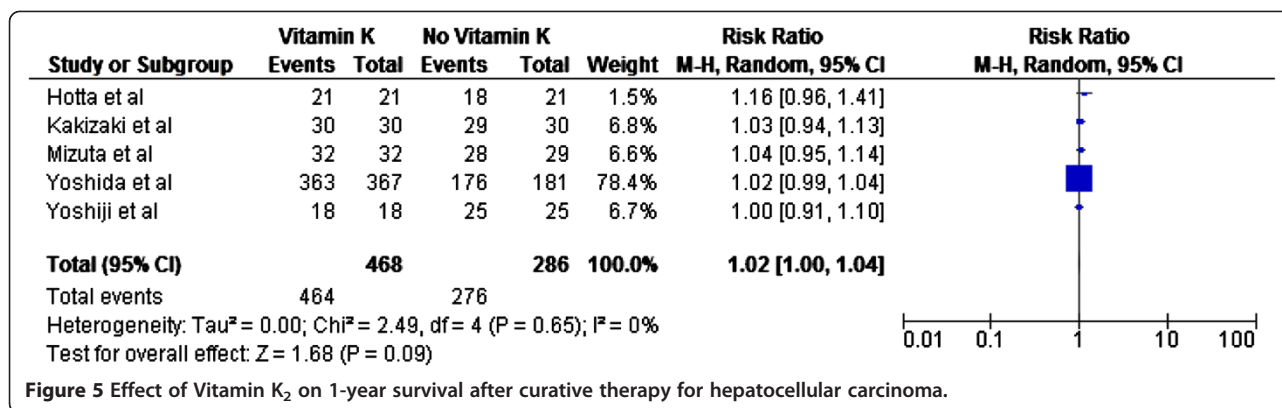 Vitamin K No Vitamin K Risk Ratio Risk Ratio
Study or Subgroup Events Total Events Total Weight M-H, Random, 95% CI M-H, Random, 95% CI
Hotta et al 21 21 18 21 1.5% 1.16 [0.96, 1.41]
Kakizaki et al 30 30 29 30 6.8% 1.03 [0.94, 1.13]
Mizuta et al 32 32 28 29 6.6% 1.04 [0.95, 1.14]
Yoshida et al 363 367 176 181 78.4% 1.02 [0.99, 1.04]
Yoshiji et al 18 18 25 25 6.7% 1.00 [0.91, 1.10]
Total (95% CI) 468 286 100.0% 1.02 [1.00, 1.04]
Total events 464 276
Heterogeneity: Tau² = 0.00; Chi² = 2.49, df = 4 (P = 0.65); I² = 0%
Test for overall effect: Z = 1.68 (P = 0.09)
0.01 0.1 1 10 100
Figure 5 Effect of Vitamin K₂ on 1-year survival after curative therapy for hepatocellular carcinoma.